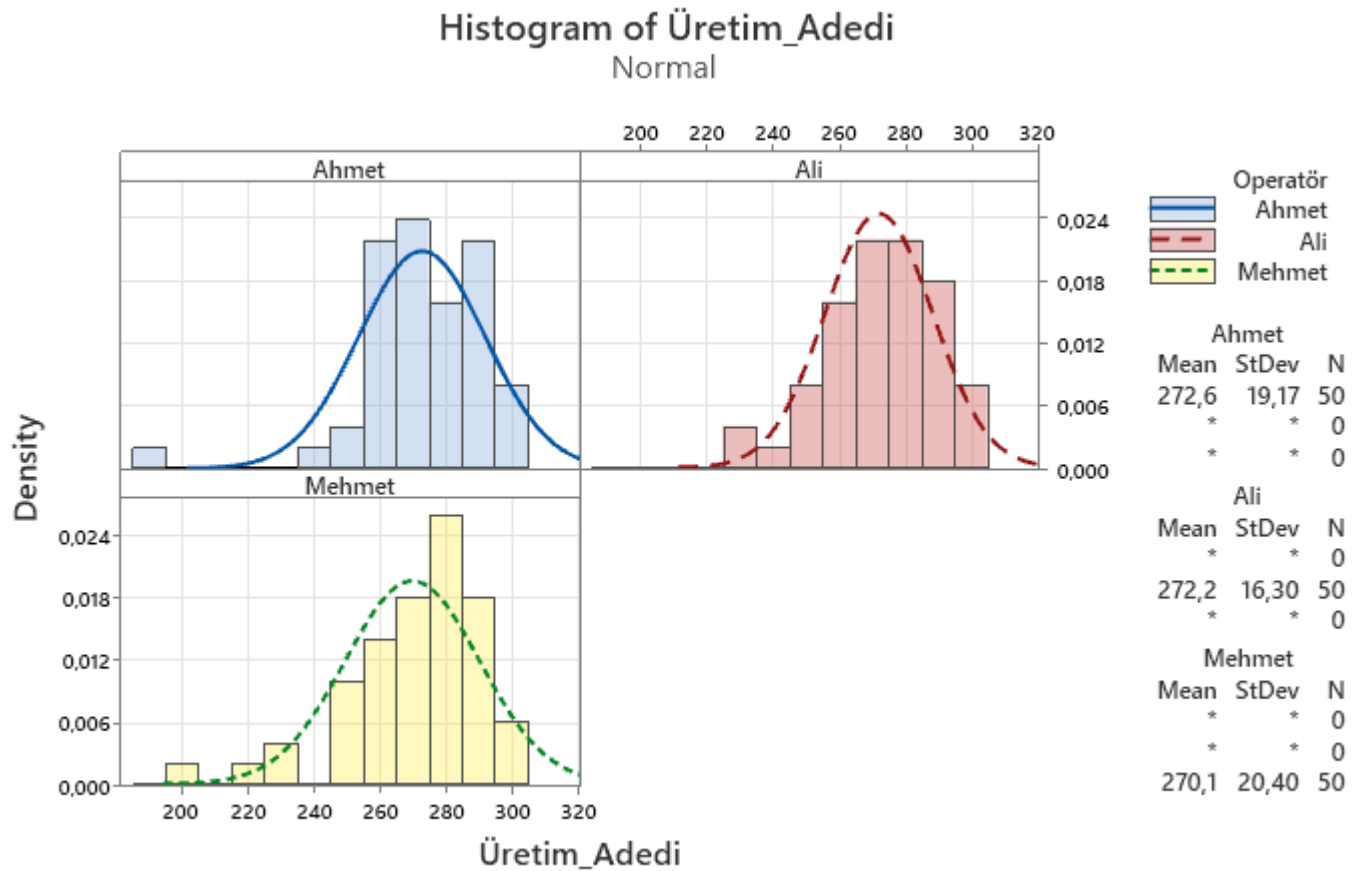 Histogram of Üretim_Adedi
Normal
200 220 240 260 280 300 320
Ahmet
Ali
0,024
0,018
0,012
0,006
0,000
Mehmet
0,024
0,018
0,012
0,006
0,000
200 220 240 260 280 300 320
Density
Üretim_Adedi
Operatör
Ahmet
Ali
Mehmet
Ahmet
Mean StDev N
272,6 19,17 50
* * 0
* * 0
Ali
Mean StDev N
* * 0
272,2 16,30 50
* * 0
Mehmet
Mean StDev N
* * 0
* * 0
270,1 20,40 50